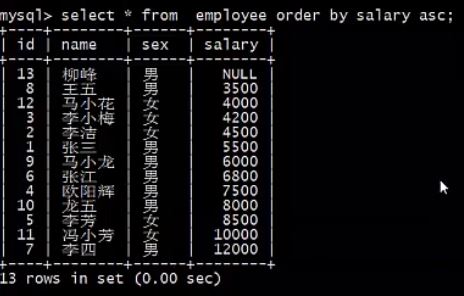 mysql> select * from  employee order by salary asc;
+----+--------+-----+--------+
| id | name | sex | salary |
+----+--------+-----+--------+
| 13 | 柳峰 | 男 | NULL |
| 8 | 王五 | 男 | 3500 |
| 12 | 马小花 | 女 | 4000 |
| 3 | 李小梅 | 女 | 4200 |
| 2 | 李洁 | 女 | 4500 |
| 1 | 张三 | 男 | 5500 |
| 9 | 马小龙 | 男 | 6000 |
| 6 | 张江 | 男 | 6800 |
| 4 | 欧阳辉 | 男 | 7500 |
| 10 | 龙五 | 男 | 8000 |
| 5 | 李芳 | 女 | 8500 |
| 11 | 冯小芳 | 女 | 10000 |
| 7 | 李四 | 男 | 12000 |
+----+--------+-----+--------+
13 rows in set (0.00 sec)